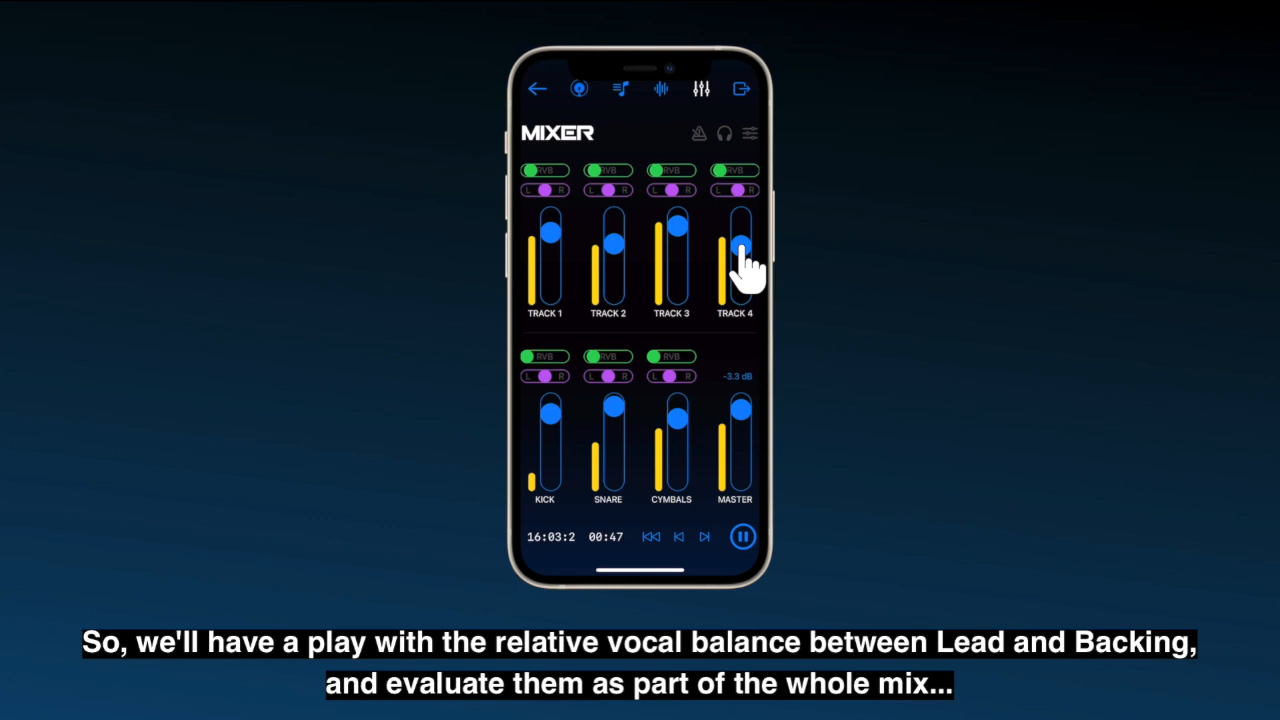 MIXER
RVB RVB RVB RVB
L R L R L R L R
TRACK 1 TRACK 2 TRACK 3 TRACK 4
RVB RVB RVB
L R L R L R -3.3 dB
KICK SNARE CYMBALS MASTER
16:03:2 00:47
So, we'll have a play with the relative vocal balance between Lead and Backing,
and evaluate them as part of the whole mix...